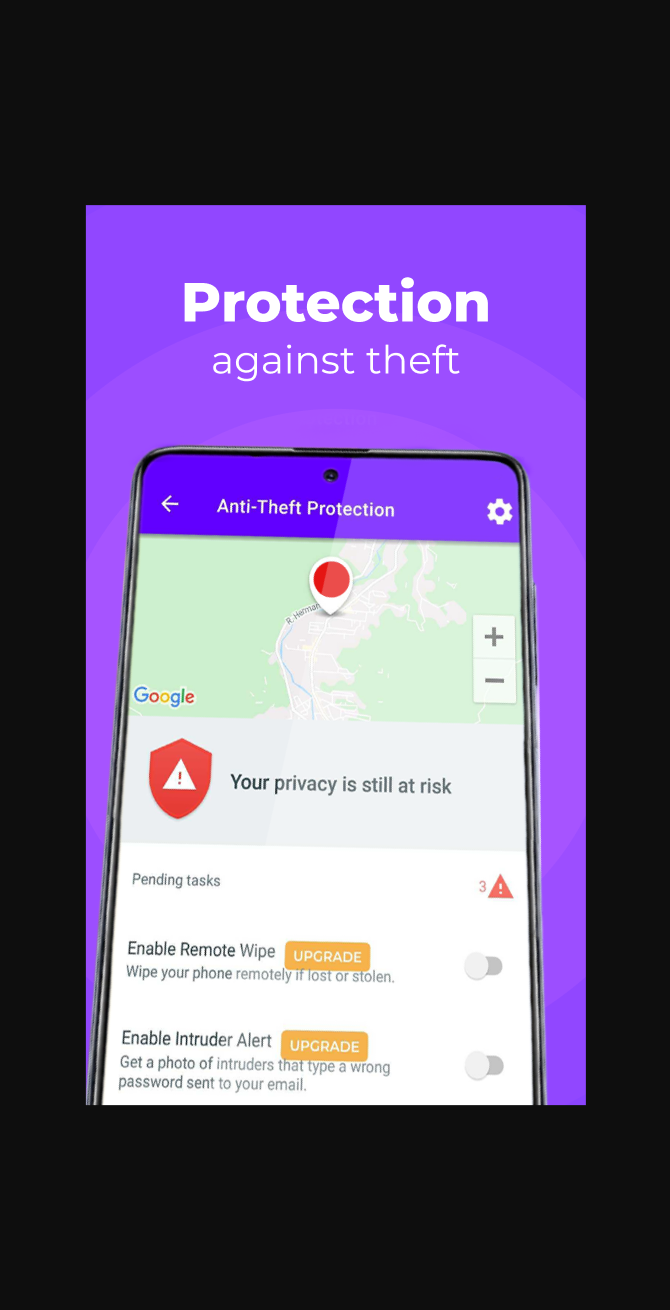 Protection
against theft
Anti-Theft Protection
R. Herman
Google
Your privacy is still at risk
Pending tasks
3
Enable Remote Wipe UPGRADE
Wipe your phone remotely if lost or stolen.
Enable Intruder Alert UPGRADE
Get a photo of intruders that type a wrong
password sent to your email.